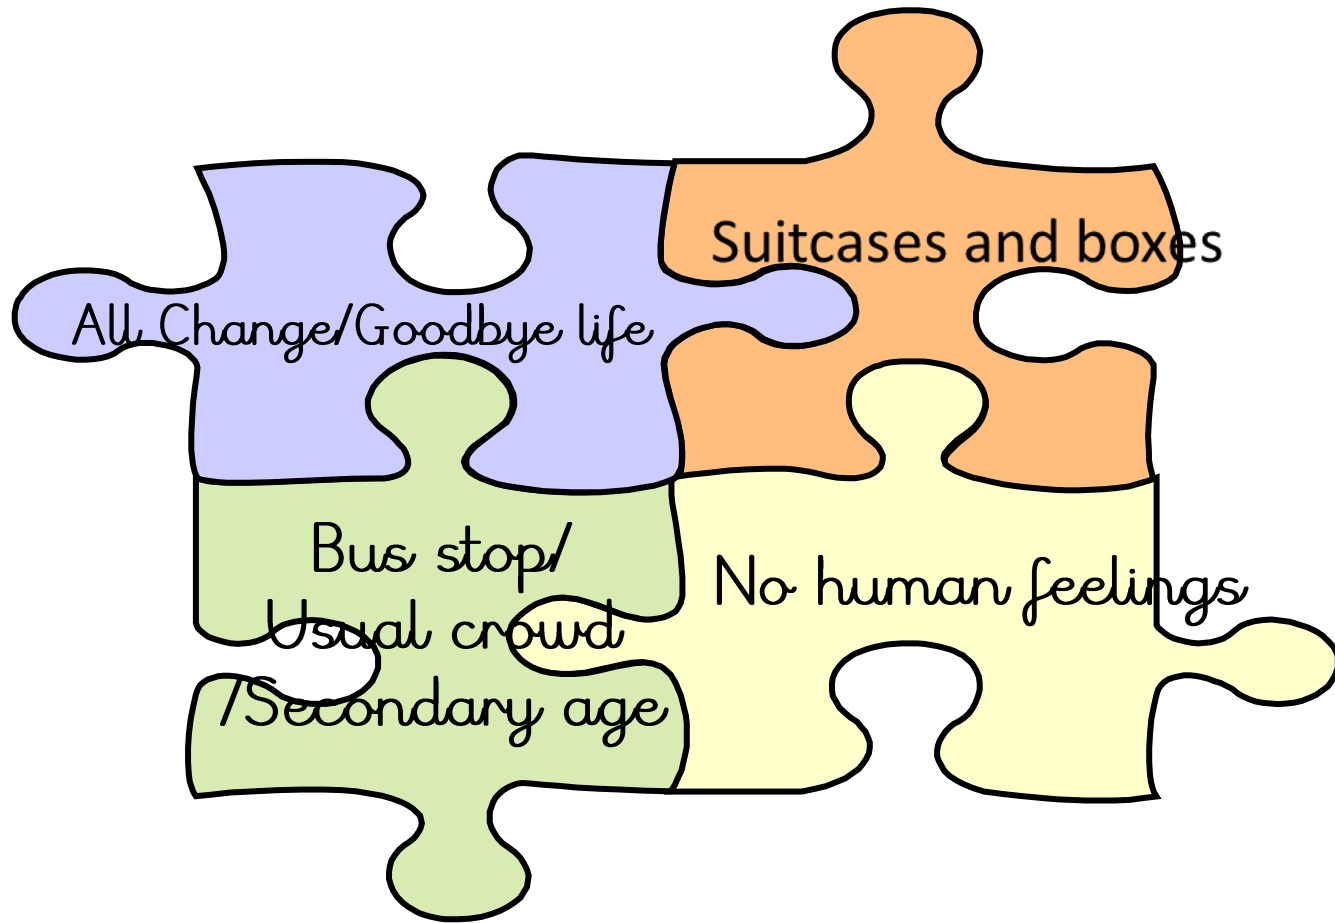 Suitcases and boxes
All Change/Goodbye life
Bus stop/
Usual crowd
/Secondary age
No human feelings